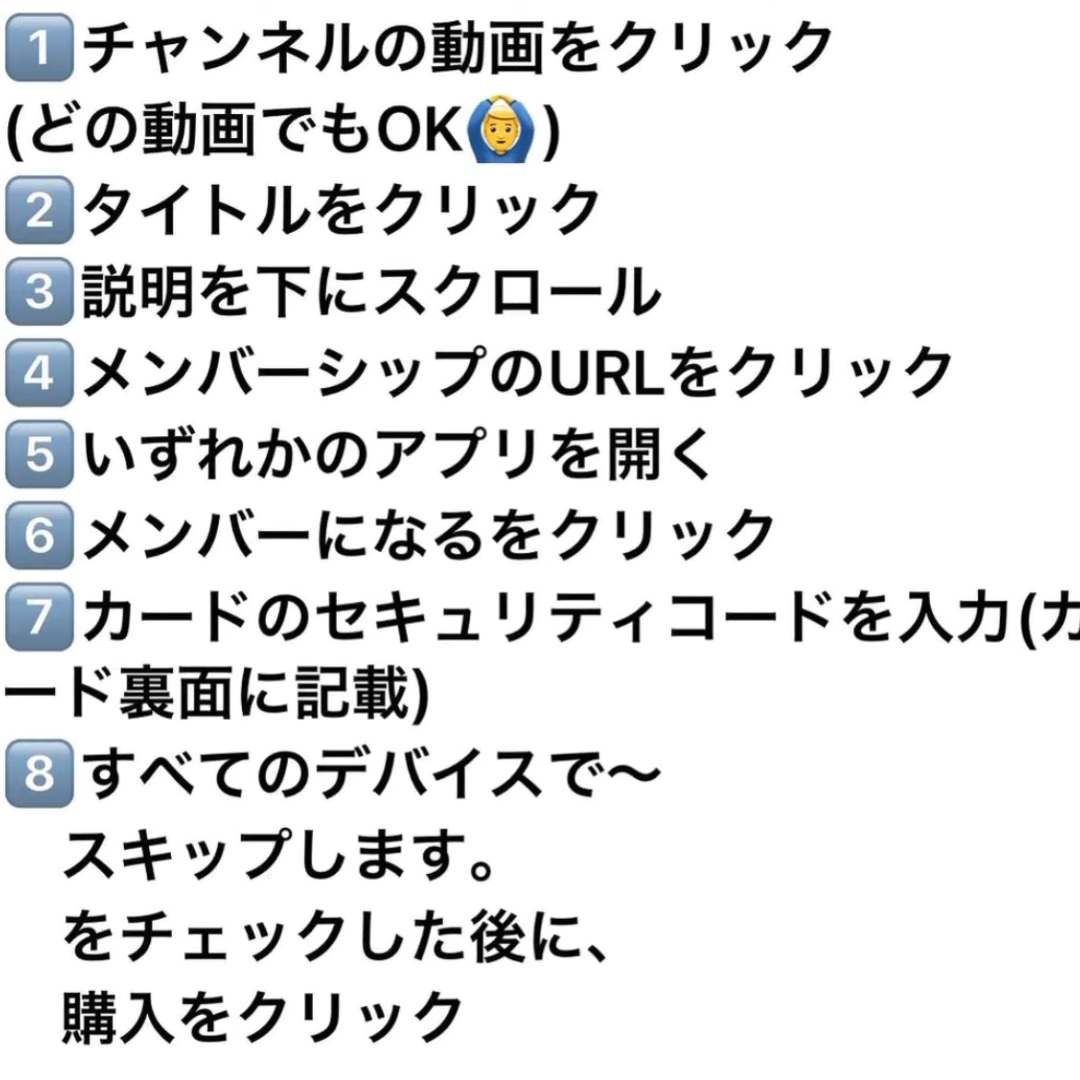 1️⃣チャンネルの動画をクリック
(どの動画でもOK🙆‍♂️)
2️⃣タイトルをクリック
3️⃣説明を下にスクロール
4️⃣メンバーシップのURLをクリック
5️⃣いずれかのアプリを開く
6️⃣メンバーになるをクリック
7️⃣カードのセキュリティコードを入力(カ
ード裏面に記載)
8️⃣すべてのデバイスで〜
スキップします。
をチェックした後に、
購入をクリック